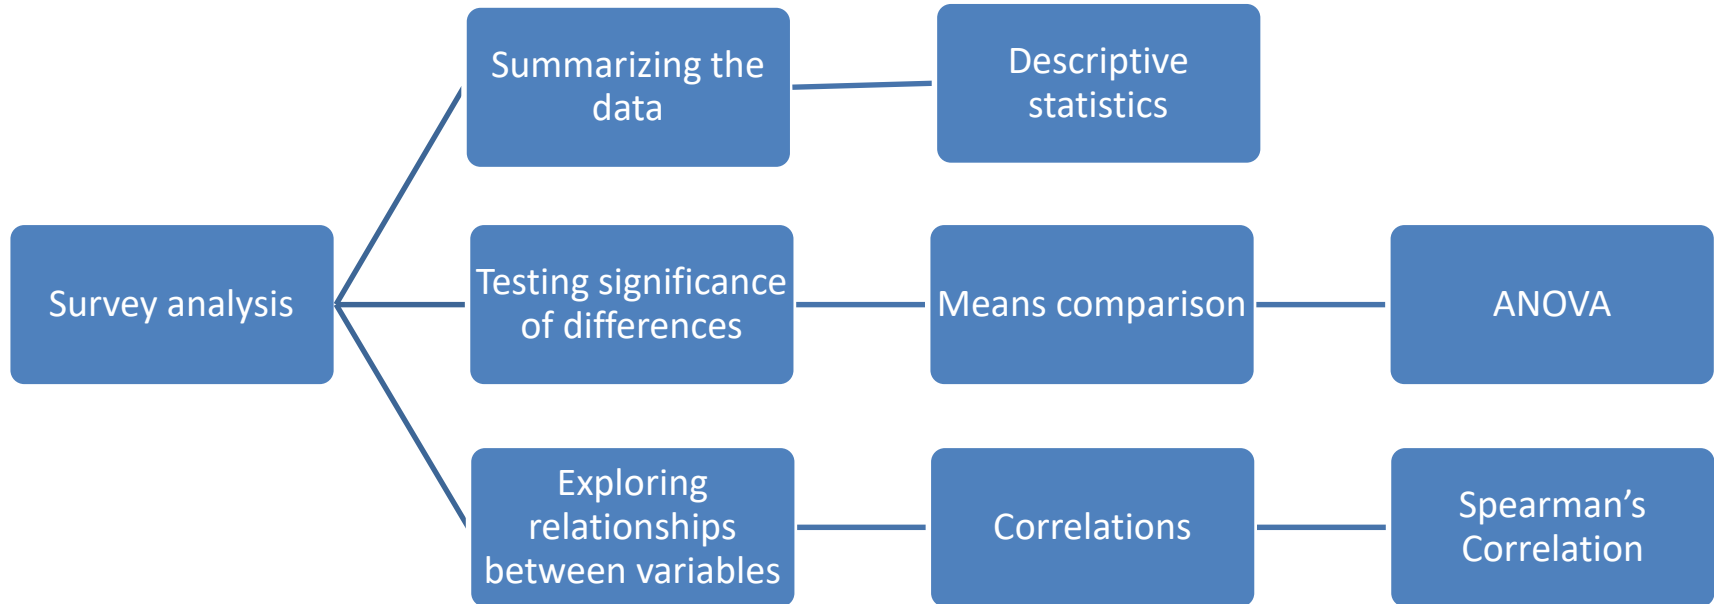 Summarizing the
data
Descriptive
statistics
Survey analysis
Testing significance
of differences
Means comparison
ANOVA
Exploring
relationships
between variables
Correlations
Spearman’s
Correlation